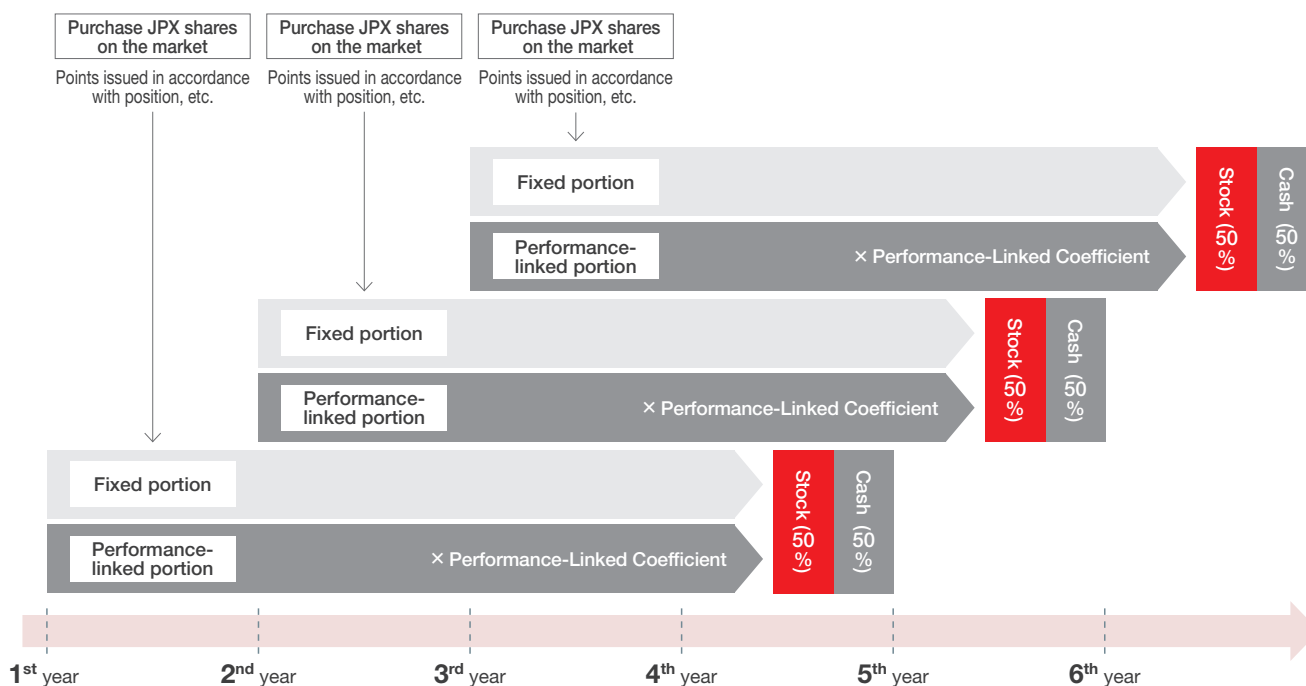 Purchase JPX shares
on the market
Purchase JPX shares
on the market
Purchase JPX shares
on the market
Points issued in accordance
with position, etc.
Points issued in accordance
with position, etc.
Points issued in accordance
with position, etc.
Fixed portion
Performance-
linked portion
× Performance-Linked Coefficient
Stock (50%)
Cash (50%)
Fixed portion
Performance-
linked portion
× Performance-Linked Coefficient
Stock (50%)
Cash (50%)
Fixed portion
Performance-
linked portion
× Performance-Linked Coefficient
Stock (50%)
Cash (50%)
1st year
2nd year
3rd year
4th year
5th year
6th year